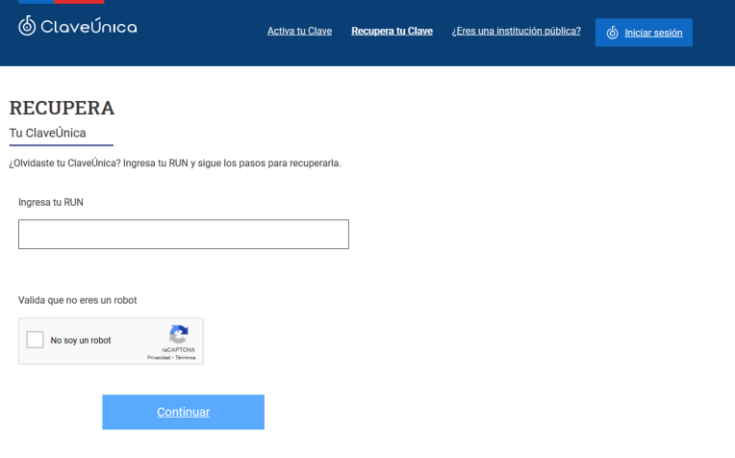 ClaveÚnica
Activa tu Clave
Recupera tu Clave
¿Eres una institución pública?
Iniciar sesión
RECUPERA
Tu ClaveÚnica
¿Olvidaste tu ClaveÚnica? Ingresa tu RUN y sigue los pasos para recuperarla.
Ingresa tu RUN
Valida que no eres un robot
No soy un robot
reCAPTCHA
Privacidad - Términos
Continuar